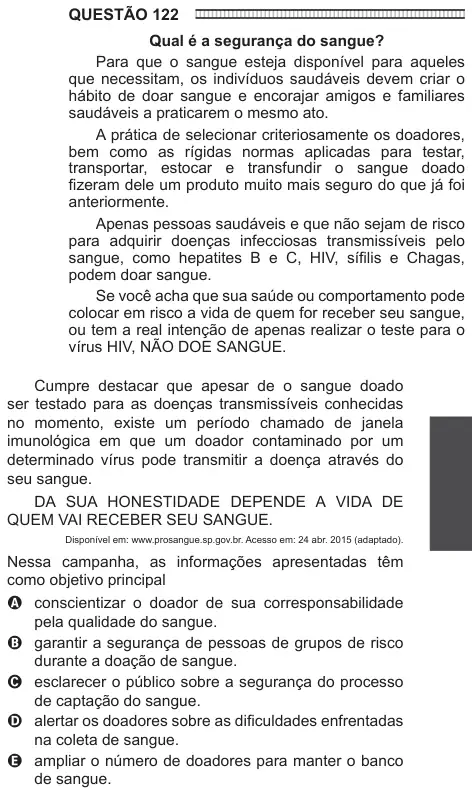 QUESTÃO 122
Qual é a segurança do sangue?
Para que o sangue esteja disponível para aqueles
que necessitam, os indivíduos saudáveis devem criar o
hábito de doar sangue e encorajar amigos e familiares
saudáveis a praticarem o mesmo ato.
A prática de selecionar criteriosamente os doadores,
bem como as rígidas normas aplicadas para testar,
transportar, estocar e transfundir o sangue doado
fizeram dele um produto muito mais seguro do que já foi
anteriormente.
Apenas pessoas saudáveis e que não sejam de risco
para adquirir doenças infecciosas transmissíveis pelo
sangue, como hepatites B e C, HIV, sífilis e Chagas,
podem doar sangue.
Se você acha que sua saúde ou comportamento pode
colocar em risco a vida de quem for receber seu sangue,
ou tem a real intenção de apenas realizar o teste para o
vírus HIV, NÃO DOE SANGUE.
Cumpre destacar que apesar de o sangue doado
ser testado para as doenças transmissíveis conhecidas
no momento, existe um período chamado de janela
imunológica em que um doador contaminado por um
determinado vírus pode transmitir a doença através do
seu sangue.
DA SUA HONESTIDADE DEPENDE A VIDA DE
QUEM VAI RECEBER SEU SANGUE.
Disponível em: www.prosangue.sp.gov.br. Acesso em: 24 abr. 2015 (adaptado).
Nessa campanha, as informações apresentadas têm
como objetivo principal
A conscientizar o doador de sua corresponsabilidade
pela qualidade do sangue.
B garantir a segurança de pessoas de grupos de risco
durante a doação de sangue.
C esclarecer o público sobre a segurança do processo
de captação do sangue.
D alertar os doadores sobre as dificuldades enfrentadas
na coleta de sangue.
E ampliar o número de doadores para manter o banco
de sangue.